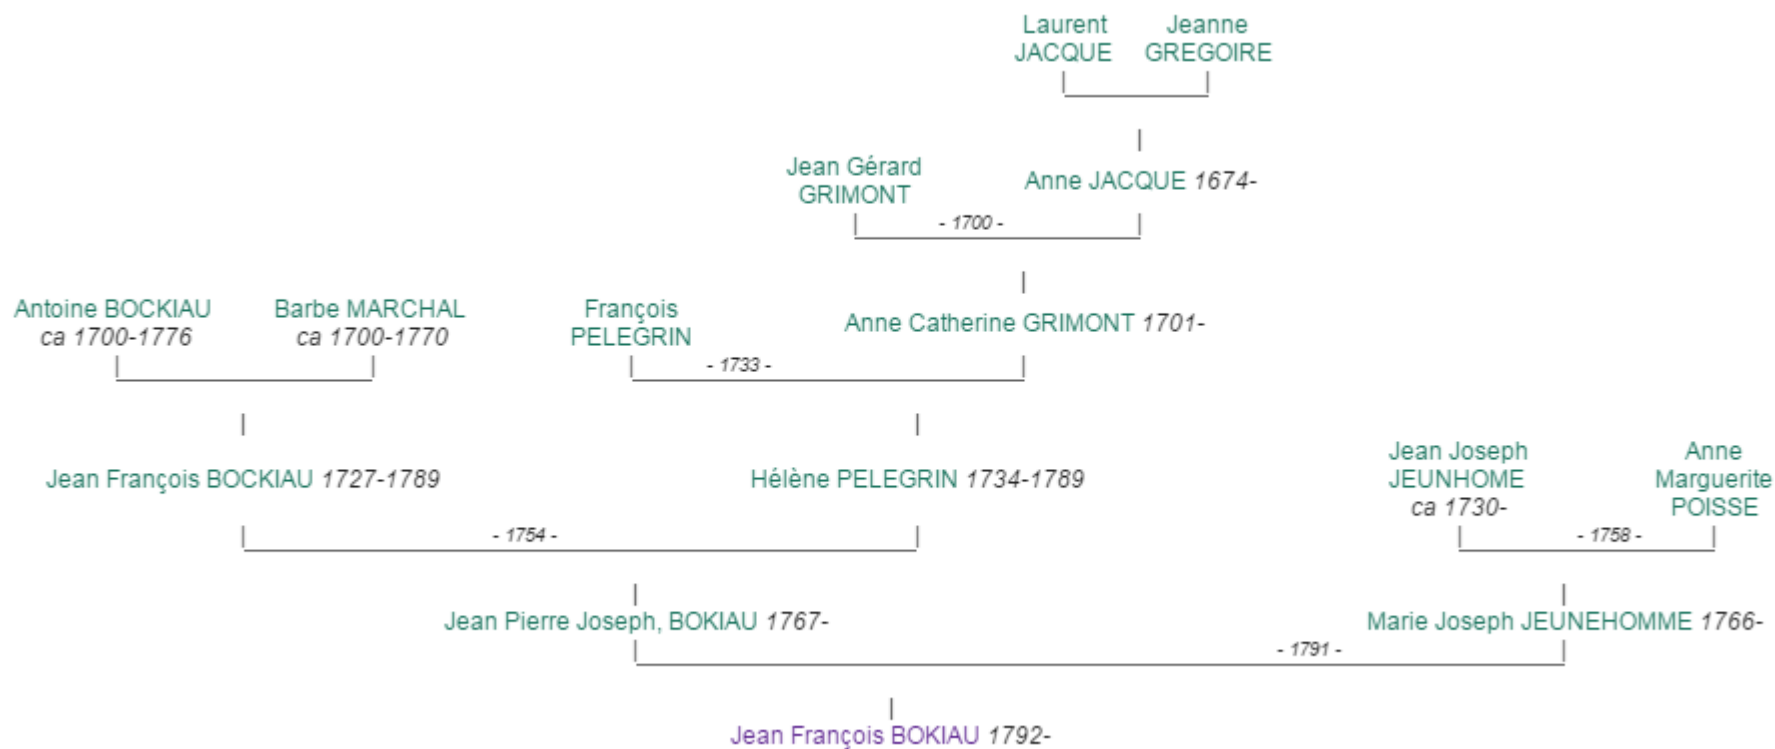 Laurent JACQUE
Jeanne GREGOIRE
Jean Gérard GRIMONT
Anne JACQUE 1674-
- 1700 -
Antoine BOCKIAU
ca 1700-1776
Barbe MARCHAL
ca 1700-1770
François PELEGRIN
Anne Catherine GRIMONT 1701-
- 1733 -
Jean François BOCKIAU 1727-1789
Hélène PELEGRIN 1734-1789
Jean Joseph JEUNHOME
ca 1730-
Anne Marguerite POISSE
- 1754 -
- 1758 -
Jean Pierre Joseph, BOKIAU 1767-
Marie Joseph JEUNEHOMME 1766-
- 1791 -
Jean François BOKIAU 1792-